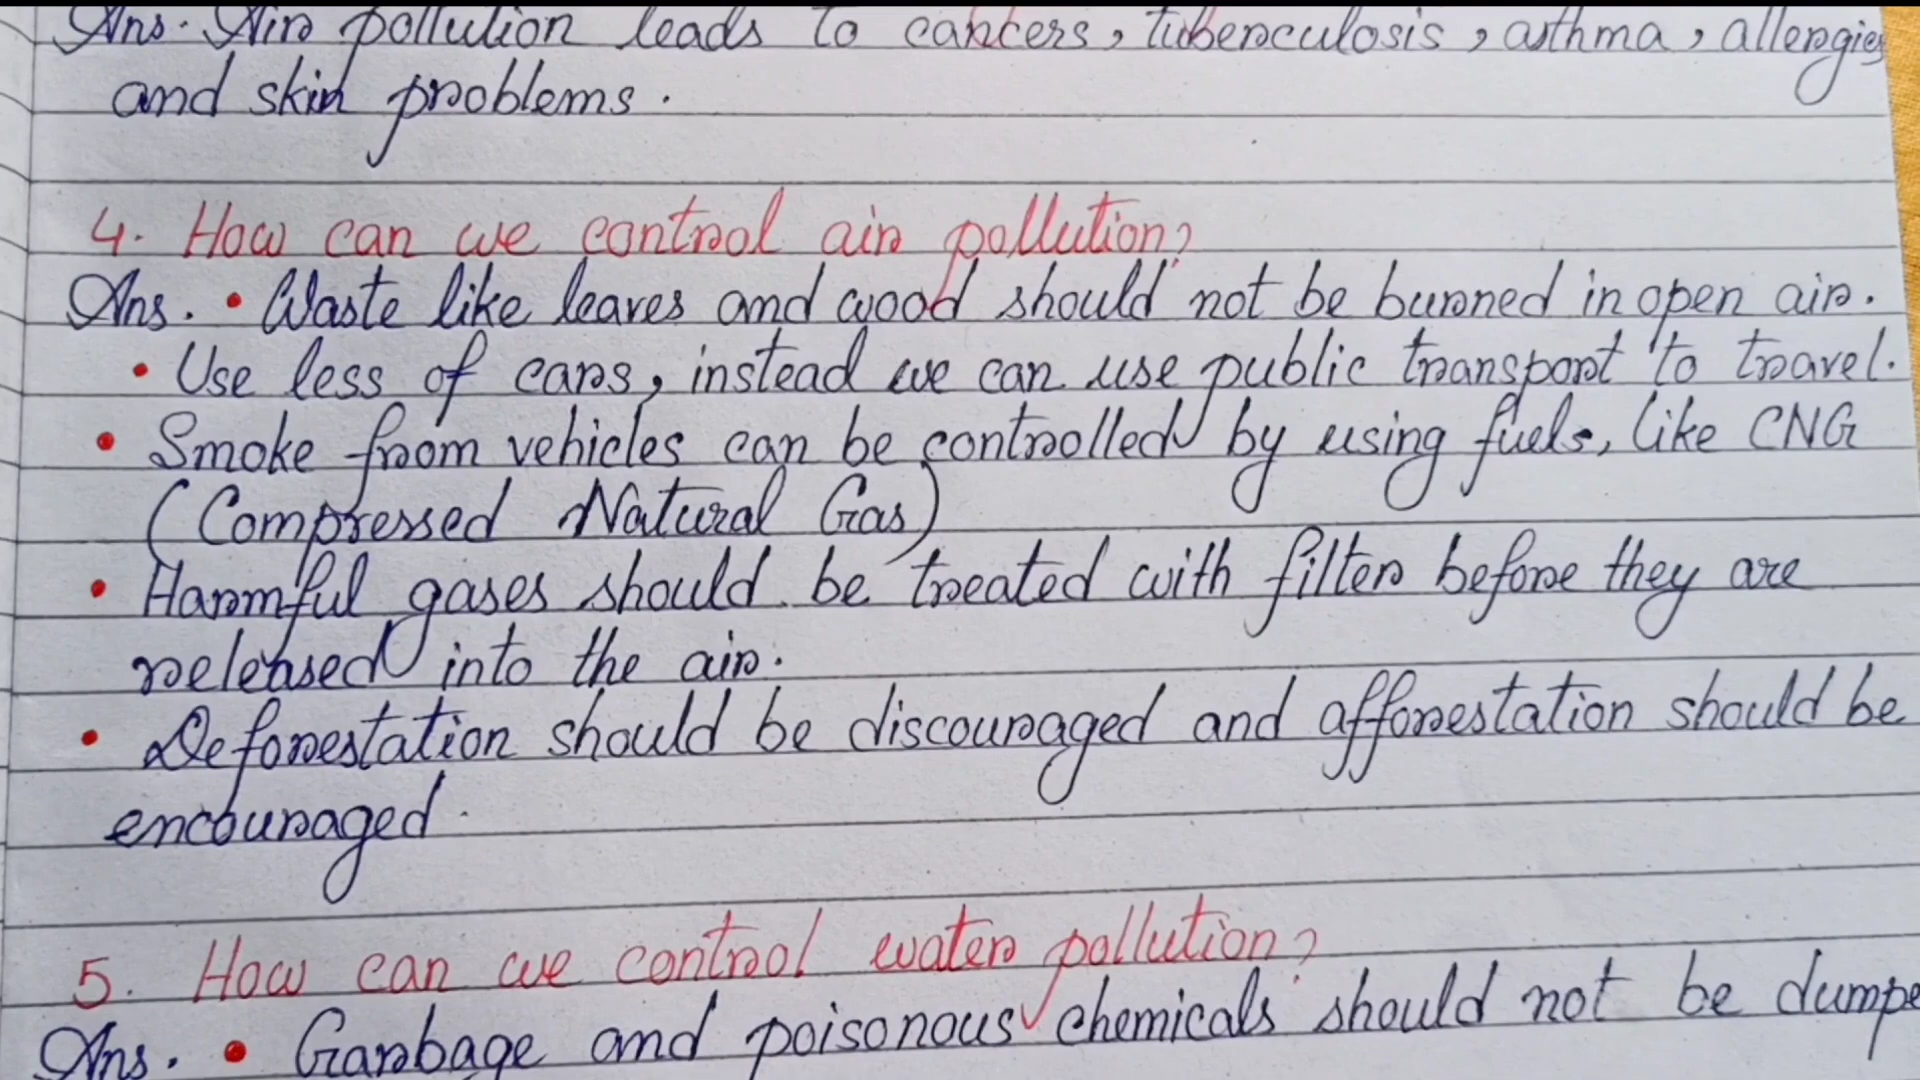 Ans. Air pollution leads to cancers, tuberculosis, asthma, allergies
and skin problems.
4. How can we control air pollution?
Ans. • Waste like leaves and wood should not be burned in open air.
• Use less of cars, instead we can use public transport to travel.
• Smoke from vehicles can be controlled by using fuels, like CNG
(Compressed Natural Gas)
• Harmful gases should be treated with filter before they are
released into the air.
• Deforestation should be discouraged and afforestation should be
encouraged.
5. How can we control water pollution?
Ans. • Garbage and poisonous chemicals should not be dumpe